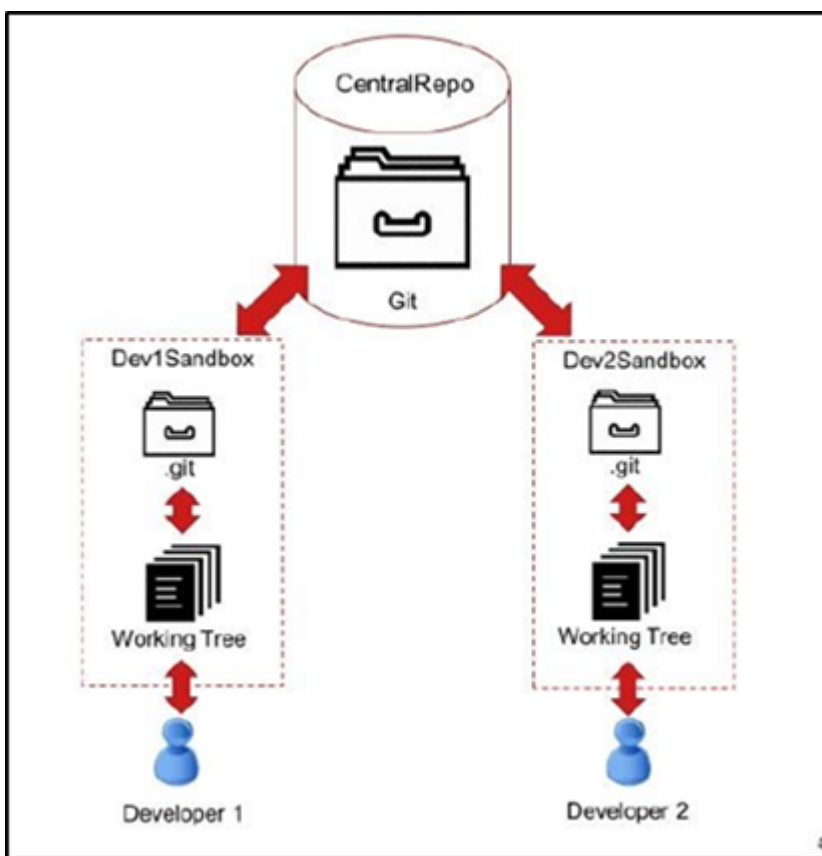 CentralRepo
Git
Dev1Sandbox
.git
Working Tree
Developer 1
Dev2Sandbox
.git
Working Tree
Developer 2